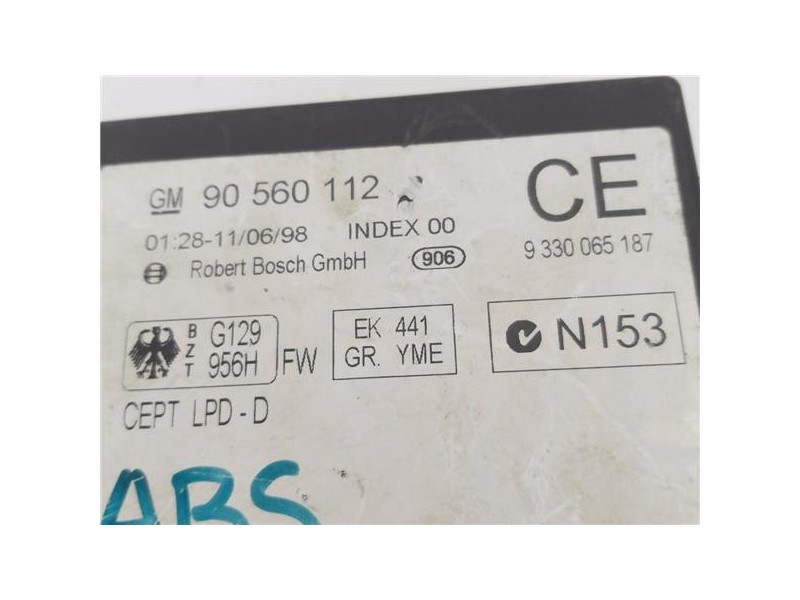 GM 90 560 112
CE
01:28-11/06/98 INDEX 00
9 330 065 187
Robert Bosch GmbH 906
BZT G129 956H FW
EK 441
GR. YME
N153
CEPT LPD - D
ABS